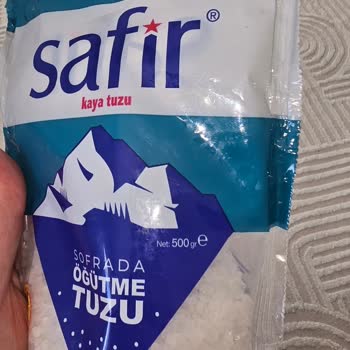 safir®
kaya tuzu
Net: 500 gr ℮
SOFRADA
ÖĞÜTME
TUZU